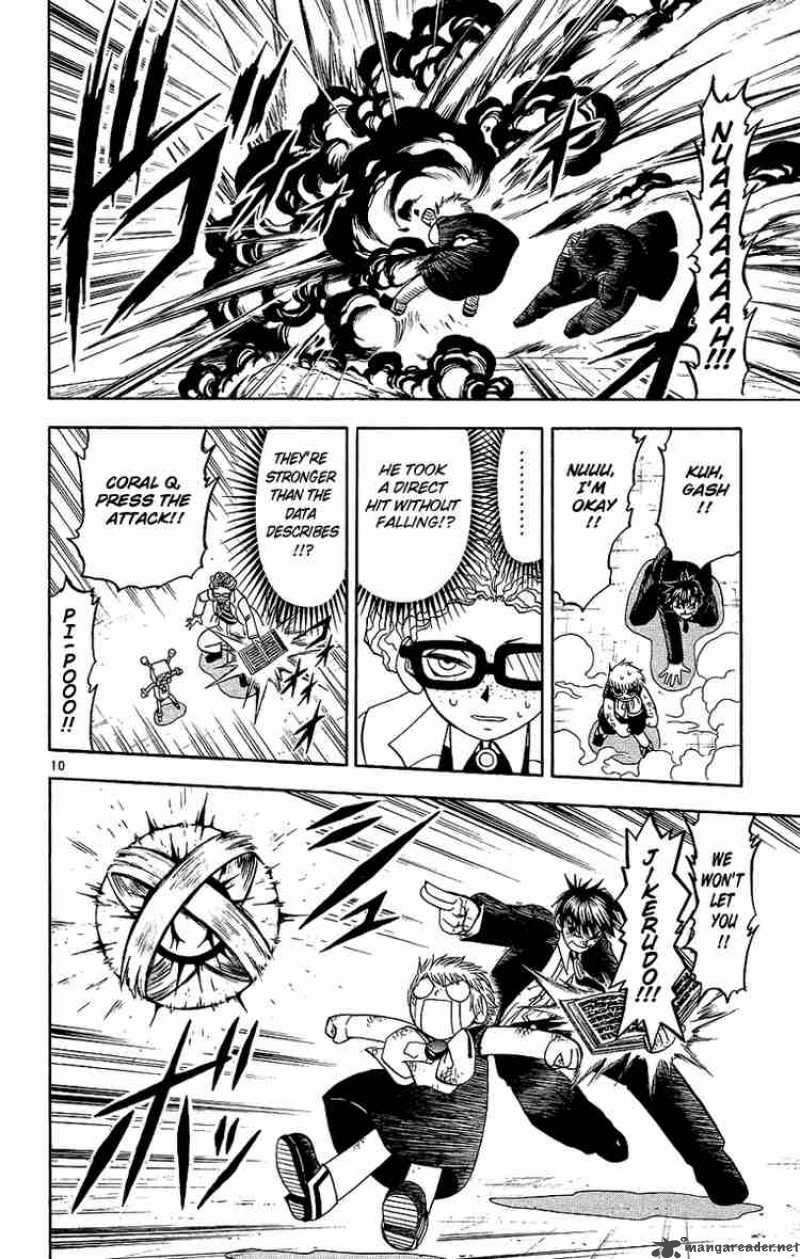 NUAAAAAAAH!!!
KUH,
GASH
!!
NUUU,
I'M
OKAY
!!
.........
HE TOOK
A DIRECT
HIT WITHOUT
FALLING!?
THEY'RE
STRONGER
THAN THE
DATA
DESCRIBES
!!?
CORAL Q,
PRESS THE
ATTACK!!
PI-POOO!!
10
WE
WON'T
LET
YOU
!!
JIKERUDO!!!
mangareader.net